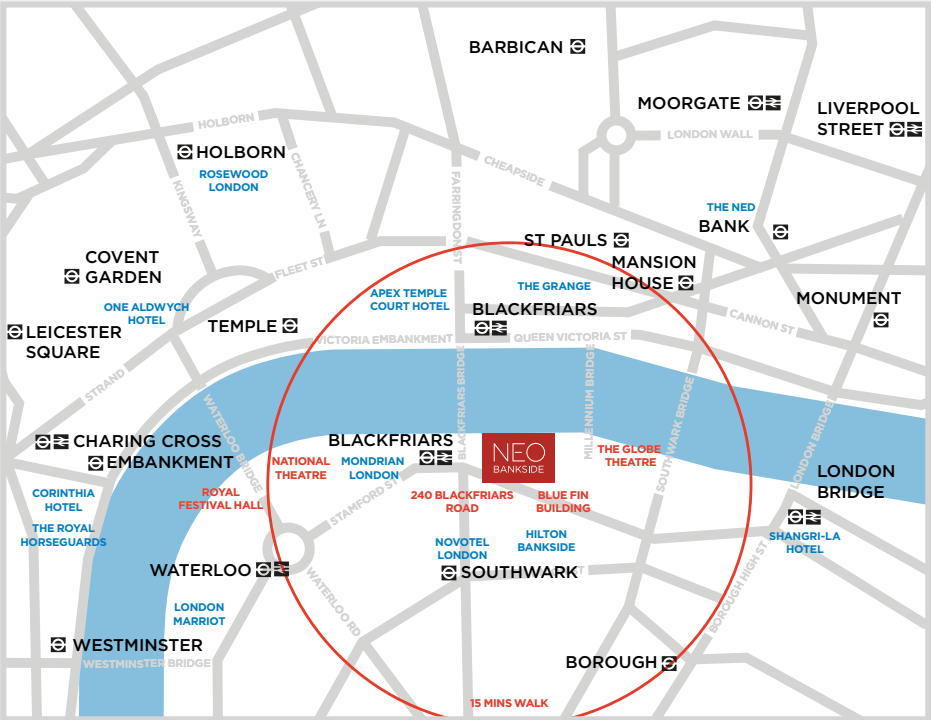 BARBICAN
MOORGATE
LIVERPOOL
STREET
HOLBORN
LONDON WALL
HOLBORN
ROSEWOOD
LONDON
CHANCERY LN
KINGSWAY
FARRINGDON ST
CHEAPSIDE
THE NED
BANK
ST PAULS
MANSION
HOUSE
COVENT
GARDEN
FLEET ST
ONE ALDWYCH
HOTEL
APEX TEMPLE
COURT HOTEL
THE GRANGE
BLACKFRIARS
MONUMENT
CANNON ST
LEICESTER
SQUARE
TEMPLE
VICTORIA EMBANKMENT
QUEEN VICTORIA ST
STRAND
WATERLOO BRIDGE
BLACKFRIARS BRIDGE
MILLENNIUM BRIDGE
SOUTHWARK BRIDGE
LONDON BRIDGE
CHARING CROSS
EMBANKMENT
BLACKFRIARS
NEO
BANKSIDE
NATIONAL
THEATRE
MONDRIAN
LONDON
THE GLOBE
THEATRE
LONDON
BRIDGE
CORINTHIA
HOTEL
ROYAL
FESTIVAL HALL
STAMFORD ST
240 BLACKFRIARS
ROAD
BLUE FIN
BUILDING
THE ROYAL
HORSEGUARDS
NOVOTEL
LONDON
HILTON
BANKSIDE
SHANGRI-LA
HOTEL
WATERLOO
SOUTHWARK
ST
WATERLOO RD
BOROUGH HIGH ST
LONDON
MARRIOT
WESTMINSTER
WESTMINSTER BRIDGE
BOROUGH
15 MINS WALK